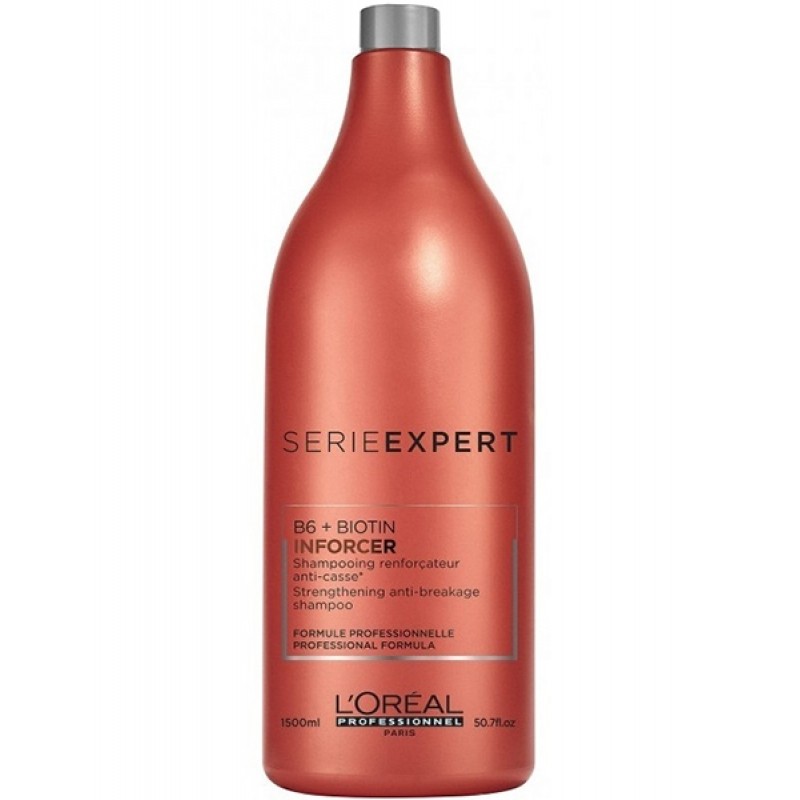 SERIEEXPERT
B6 + BIOTIN
INFORCER
Shampooing renforçateur
anti-casse*
Strengthening anti-breakage
shampoo
FORMULE PROFESSIONNELLE
PROFESSIONAL FORMULA
L'ORÉAL
1500ml PROFESSIONNEL 50.7fl.oz
PARIS